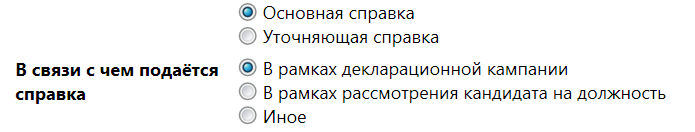 Основная справка
Уточняющая справка
В связи с чем подаётся справка
В рамках декларационной кампании
В рамках рассмотрения кандидата на должность
Иное